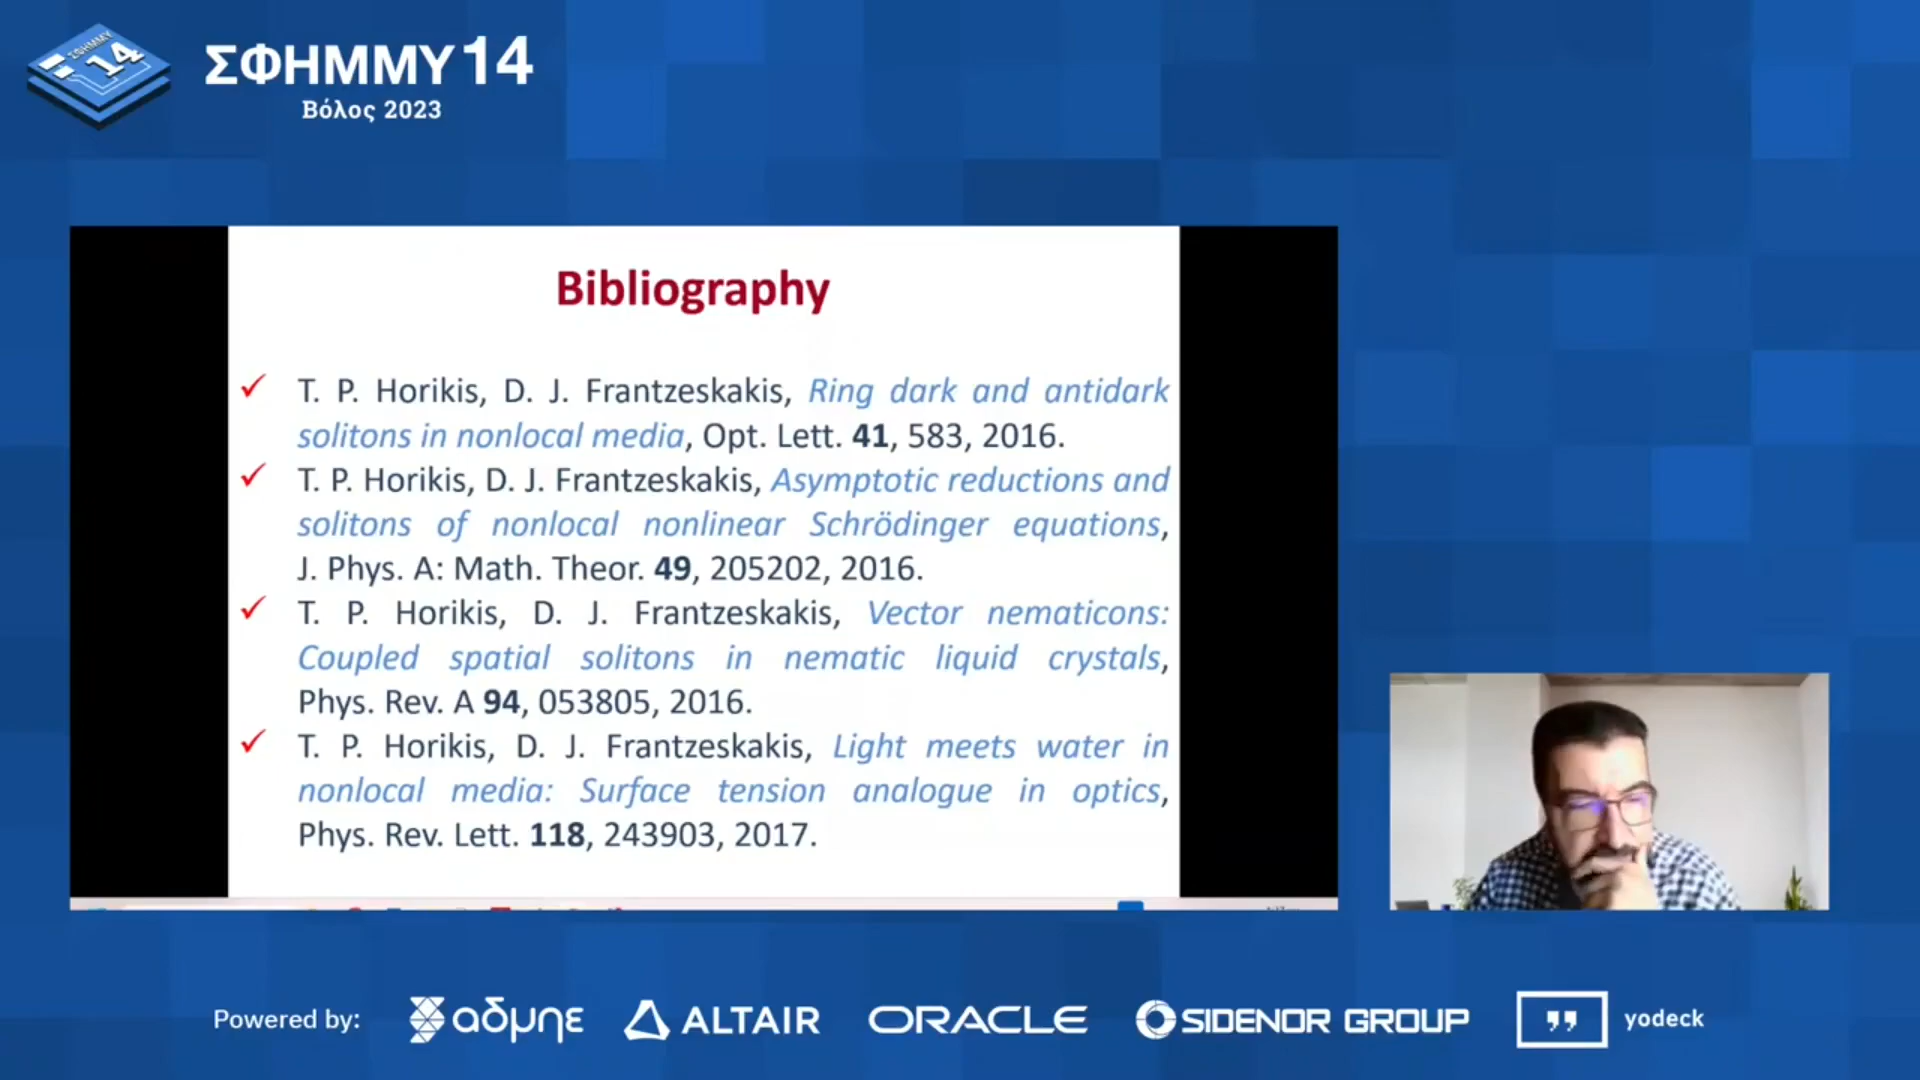 ΣΦΗΜΜΥ 14
ΣΦΗΜΜΥ14
Βόλος 2023
Bibliography
✓ T. P. Horikis, D. J. Frantzeskakis, Ring dark and antidark
solitons in nonlocal media, Opt. Lett. 41, 583, 2016.
✓ T. P. Horikis, D. J. Frantzeskakis, Asymptotic reductions and
solitons of nonlocal nonlinear Schrödinger equations,
J. Phys. A: Math. Theor. 49, 205202, 2016.
✓ T. P. Horikis, D. J. Frantzeskakis, Vector nematicons:
Coupled spatial solitons in nematic liquid crystals,
Phys. Rev. A 94, 053805, 2016.
✓ T. P. Horikis, D. J. Frantzeskakis, Light meets water in
nonlocal media: Surface tension analogue in optics,
Phys. Rev. Lett. 118, 243903, 2017.
Powered by: αδμηε ALTAIR ORACLE SIDENOR GROUP yodeck